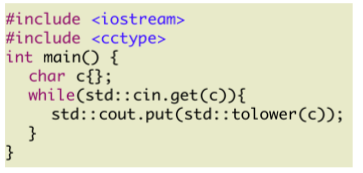 #include <iostream>
#include <cctype>
int main() {
  char c{};
  while(std::cin.get(c)){
    std::cout.put(std::tolower(c));
  }
}